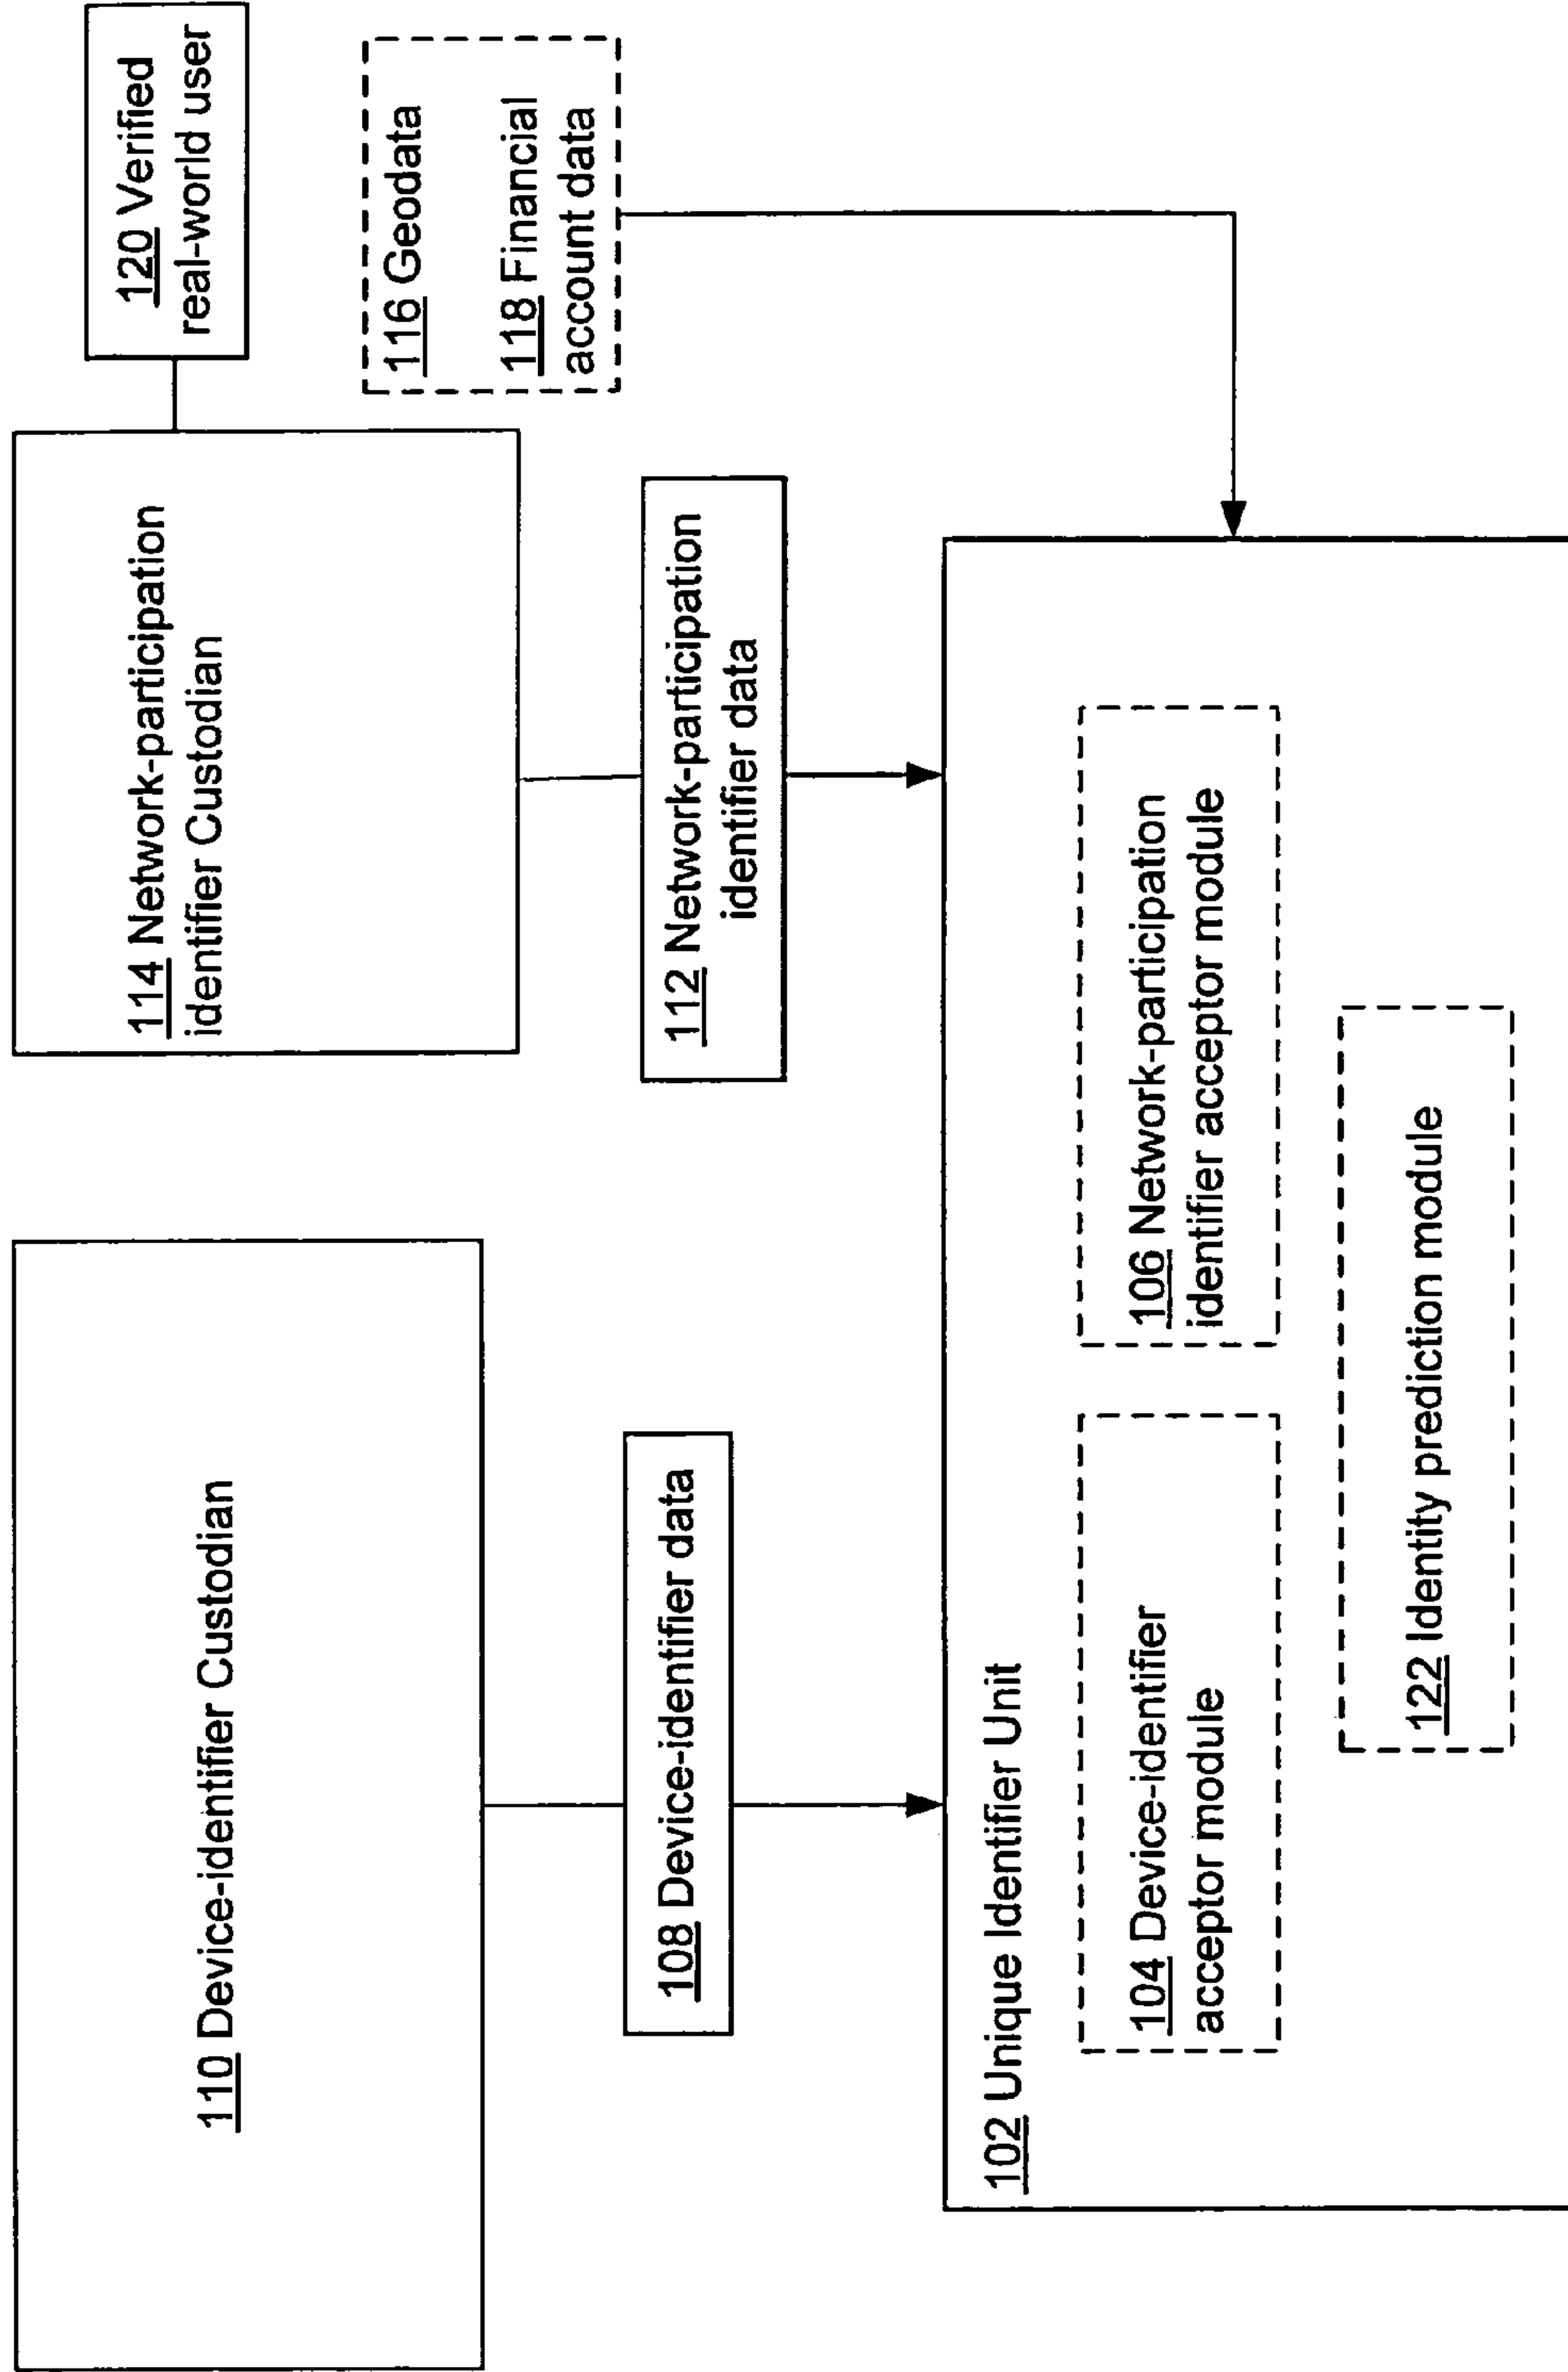 110 Device-identifier Custodian
114 Network-participation
identifier Custodian
120 Verified
real-world user
108 Device-identifier data
112 Network-participation
identifier data
116 Geodata
118 Financial
account data
102 Unique Identifier Unit
104 Device-identifier
acceptor module
106 Network-participation
identifier acceptor module
122 Identity prediction module